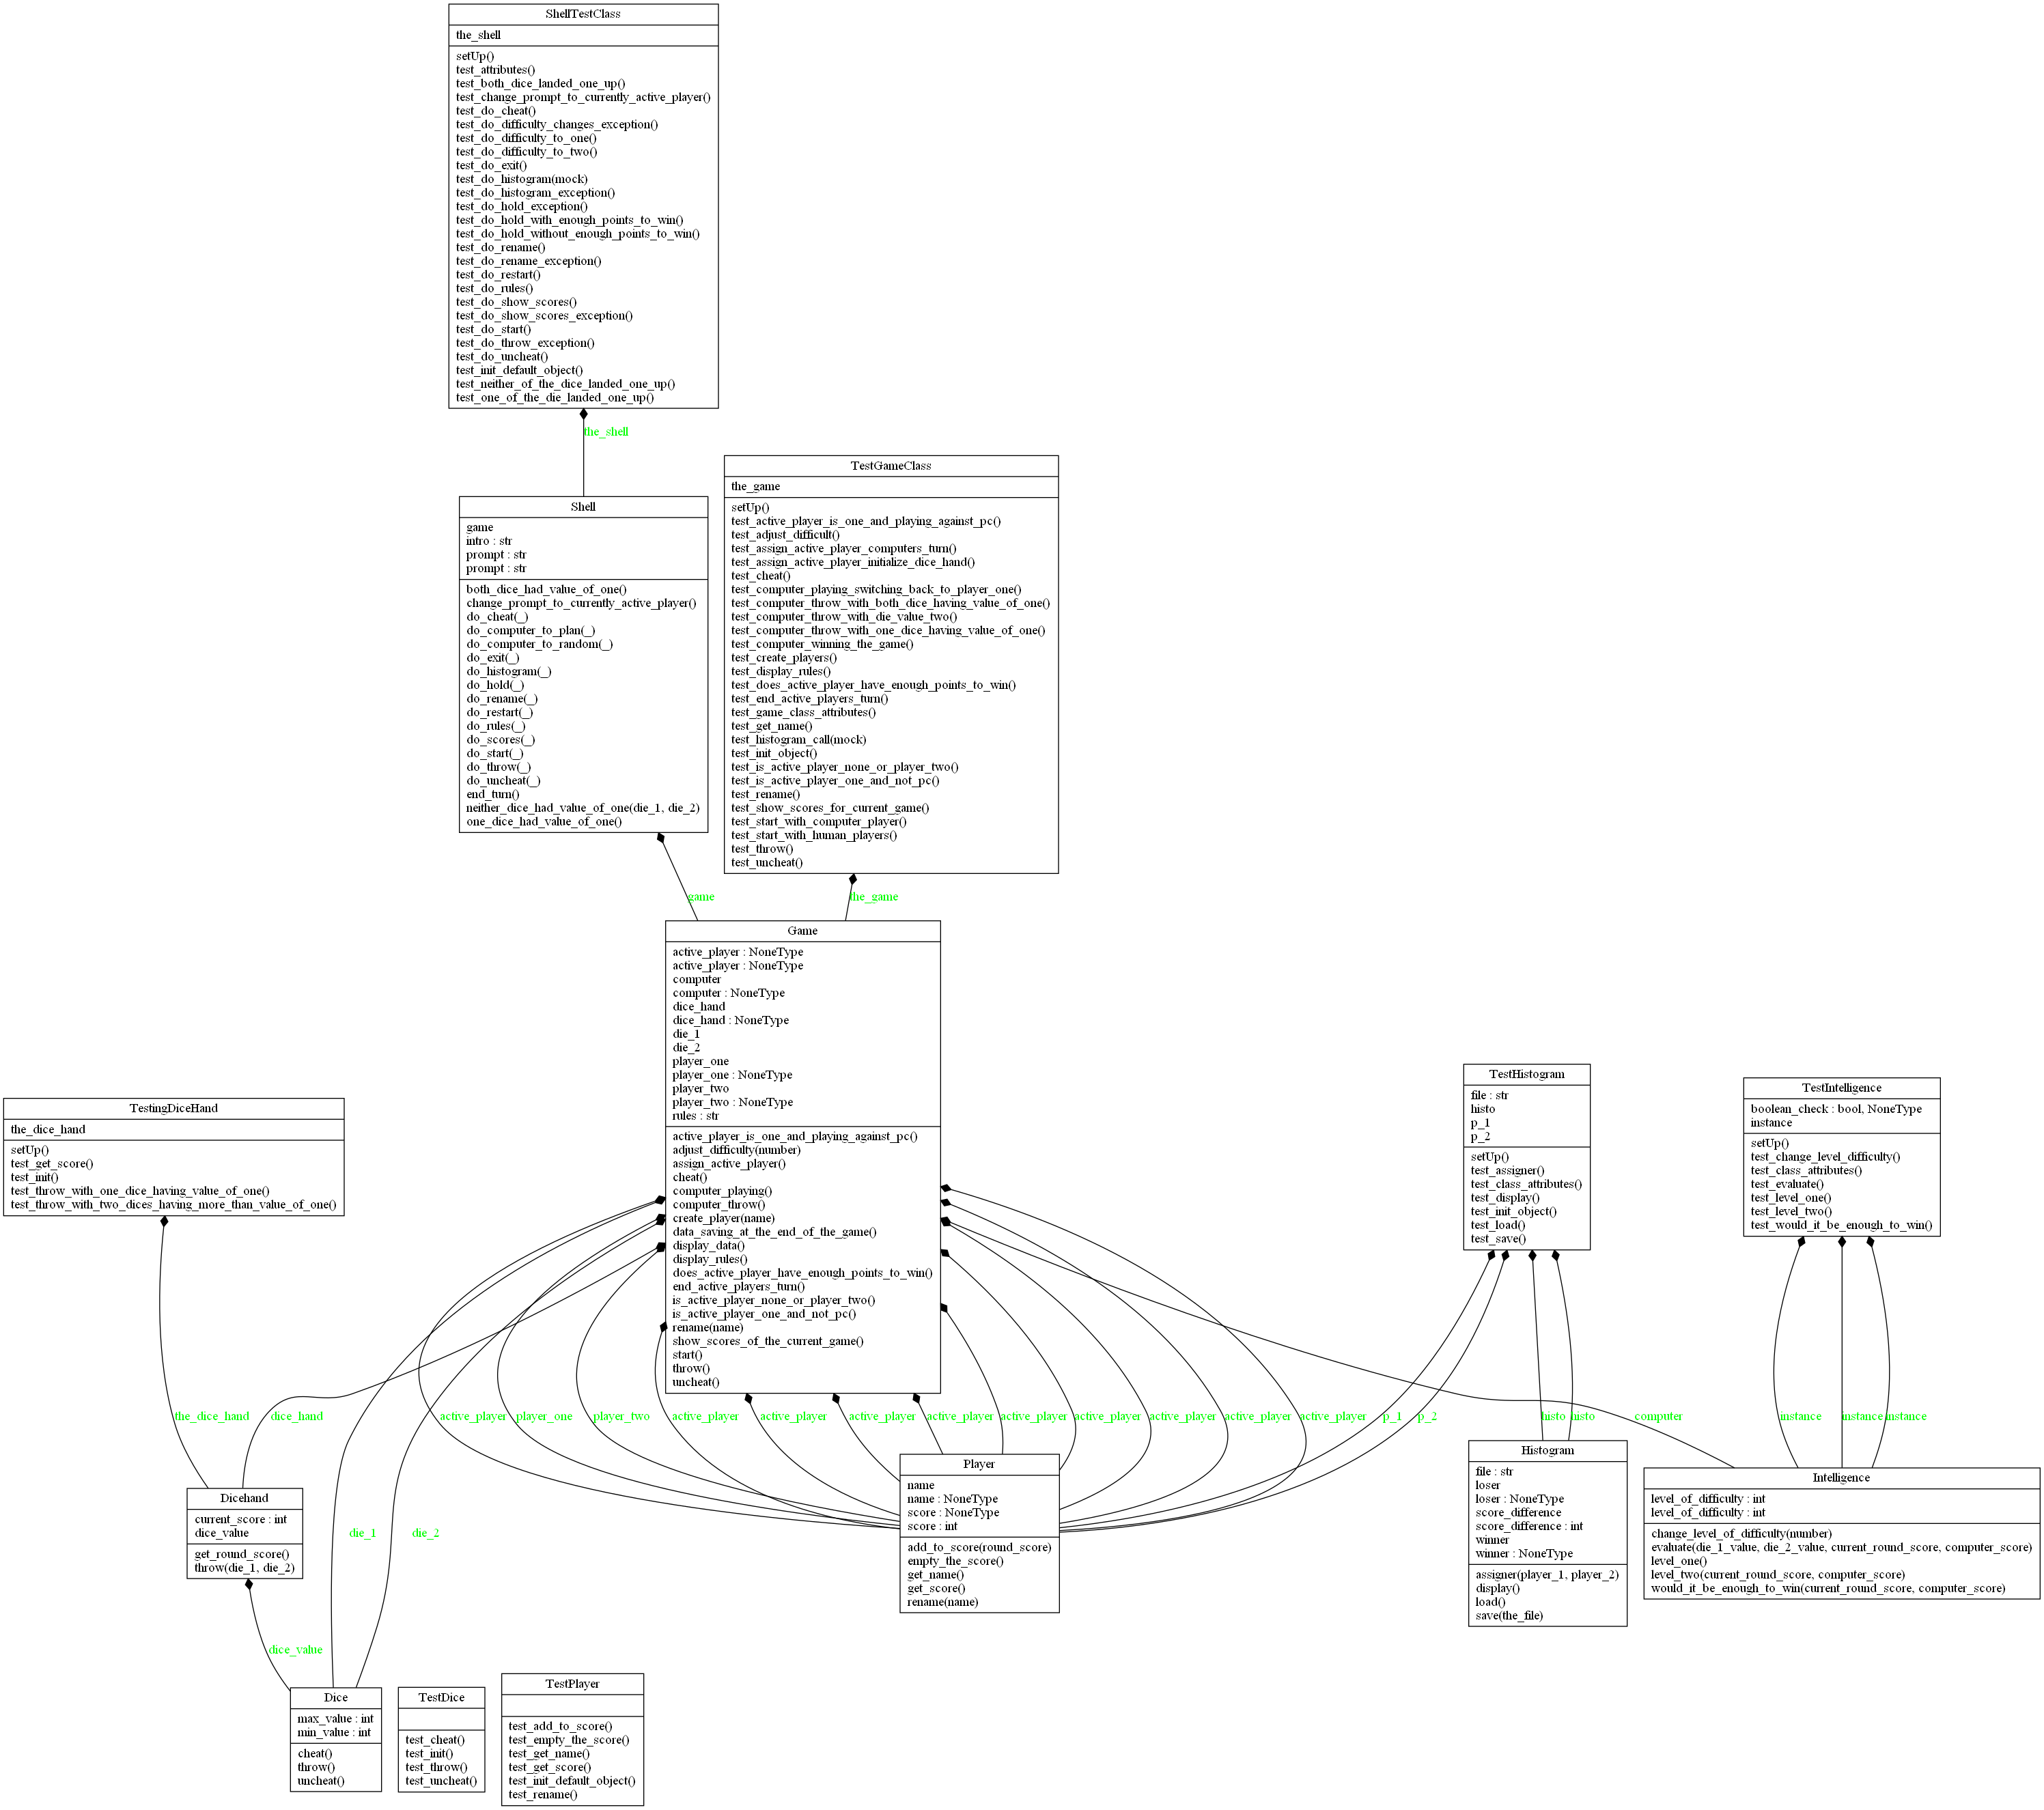 ShellTestClass
the_shell
setUp()
test_attributes()
test_both_dice_landed_one_up()
test_change_prompt_to_currently_active_player()
test_do_cheat()
test_do_difficulty_changes_exception()
test_do_difficulty_to_one()
test_do_difficulty_to_two()
test_do_exit()
test_do_histogram(mock)
test_do_histogram_exception()
test_do_hold_exception()
test_do_hold_with_enough_points_to_win()
test_do_hold_without_enough_points_to_win()
test_do_rename()
test_do_rename_exception()
test_do_restart()
test_do_rules()
test_do_show_scores()
test_do_show_scores_exception()
test_do_start()
test_do_throw_exception()
test_do_uncheat()
test_init_default_object()
test_neither_of_the_dice_landed_one_up()
test_one_of_the_die_landed_one_up()
the_shell
Shell
game
intro : str
prompt : str
prompt : str
both_dice_had_value_of_one()
change_prompt_to_currently_active_player()
do_cheat(_)
do_computer_to_plan(_)
do_computer_to_random(_)
do_exit(_)
do_histogram(_)
do_hold(_)
do_rename(_)
do_restart(_)
do_rules(_)
do_scores(_)
do_start(_)
do_throw(_)
do_uncheat(_)
end_turn()
neither_dice_had_value_of_one(die_1, die_2)
one_dice_had_value_of_one()
TestGameClass
the_game
setUp()
test_active_player_is_one_and_playing_against_pc()
test_adjust_difficult()
test_assign_active_player_computers_turn()
test_assign_active_player_initialize_dice_hand()
test_cheat()
test_computer_playing_switching_back_to_player_one()
test_computer_throw_with_both_dice_having_value_of_one()
test_computer_throw_with_die_value_two()
test_computer_throw_with_one_dice_having_value_of_one()
test_computer_winning_the_game()
test_create_players()
test_display_rules()
test_does_active_player_have_enough_points_to_win()
test_end_active_players_turn()
test_game_class_attributes()
test_get_name()
test_histogram_call(mock)
test_init_object()
test_is_active_player_none_or_player_two()
test_is_active_player_one_and_not_pc()
test_rename()
test_show_scores_for_current_game()
test_start_with_computer_player()
test_start_with_human_players()
test_throw()
test_uncheat()
game
the_game
Game
active_player : NoneType
active_player : NoneType
computer
computer : NoneType
dice_hand
dice_hand : NoneType
die_1
die_2
player_one
player_one : NoneType
player_two
player_two : NoneType
rules : str
active_player_is_one_and_playing_against_pc()
adjust_difficulty(number)
assign_active_player()
cheat()
computer_playing()
computer_throw()
create_player(name)
data_saving_at_the_end_of_the_game()
display_data()
display_rules()
does_active_player_have_enough_points_to_win()
end_active_players_turn()
is_active_player_none_or_player_two()
is_active_player_one_and_not_pc()
rename(name)
show_scores_of_the_current_game()
start()
throw()
uncheat()
TestingDiceHand
the_dice_hand
setUp()
test_get_score()
test_init()
test_throw_with_one_dice_having_value_of_one()
test_throw_with_two_dices_having_more_than_value_of_one()
TestHistogram
file : str
histo
p_1
p_2
setUp()
test_assigner()
test_class_attributes()
test_display()
test_init_object()
test_load()
test_save()
TestIntelligence
boolean_check : bool, NoneType
instance
setUp()
test_change_level_difficulty()
test_class_attributes()
test_evaluate()
test_level_one()
test_level_two()
test_would_it_be_enough_to_win()
the_dice_hand
dice_hand
active_player
player_one
player_two
active_player
active_player
active_player
active_player
active_player
active_player
active_player
active_player
active_player
p_1
p_2
histo
histo
computer
instance
instance
instance
Dicehand
current_score : int
dice_value
get_round_score()
throw(die_1, die_2)
die_1
die_2
Player
name
name : NoneType
score : NoneType
score : int
add_to_score(round_score)
empty_the_score()
get_name()
get_score()
rename(name)
Histogram
file : str
loser
loser : NoneType
score_difference
score_difference : int
winner
winner : NoneType
assigner(player_1, player_2)
display()
load()
save(the_file)
Intelligence
level_of_difficulty : int
level_of_difficulty : int
change_level_of_difficulty(number)
evaluate(die_1_value, die_2_value, current_round_score, computer_score)
level_one()
level_two(current_round_score, computer_score)
would_it_be_enough_to_win(current_round_score, computer_score)
dice_value
Dice
max_value : int
min_value : int
cheat()
throw()
uncheat()
TestDice
test_cheat()
test_init()
test_throw()
test_uncheat()
TestPlayer
test_add_to_score()
test_empty_the_score()
test_get_name()
test_get_score()
test_init_default_object()
test_rename()